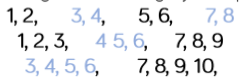 1, 2, 3, 4, 5, 6, 7, 8
1, 2, 3, 4 5, 6, 7, 8, 9
3, 4, 5, 6, 7, 8, 9, 10,